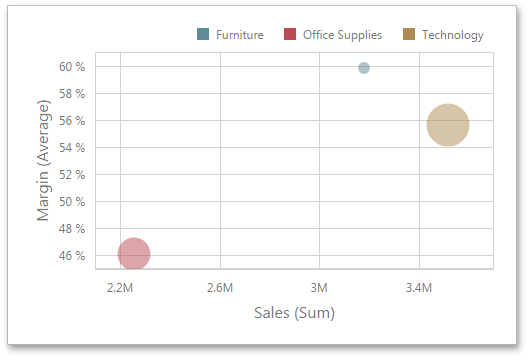 Furniture Office Supplies Technology
Margin (Average)
60 %
58 %
56 %
54 %
52 %
50 %
48 %
46 %
2.2M 2.6M 3M 3.4M
Sales (Sum)